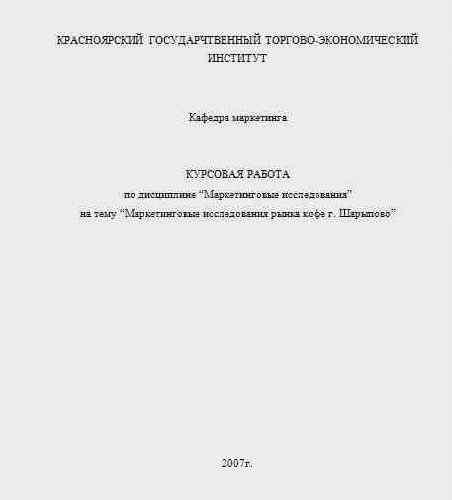 КРАСНОЯРСКИЙ ГОСУДАРЧТВЕННЫЙ ТОРГОВО-ЭКОНОМИЧЕСКИЙ
ИНСТИТУТ
Кафедра маркетинга
КУРСОВАЯ РАБОТА
по дисциплине “Маркетинговые исследования”
на тему “Маркетинговые исследования рынка кофе г. Шарыпово”
2007г.